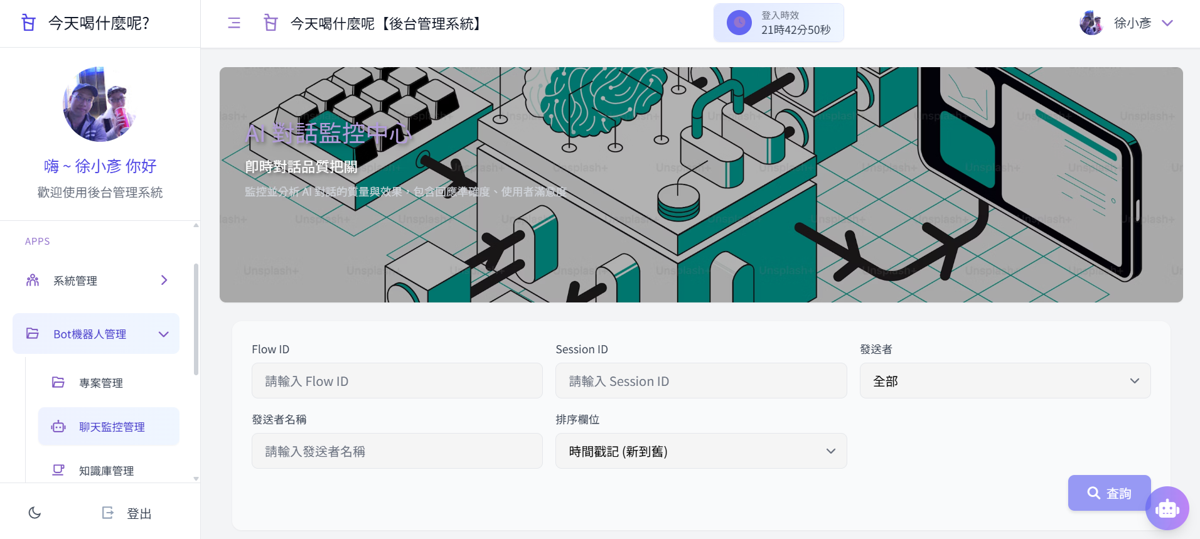 今天喝什麼呢?
今天喝什麼呢【後台管理系統】
登入時效
21時42分50秒
徐小彥
嗨 ~ 徐小彥 你好
歡迎使用後台管理系統
APPS
系統管理
Bot機器人管理
專案管理
聊天監控管理
知識庫管理
登出
AI 對話監控中心
即時對話品質把關
監控並分析 AI 對話的質量與效果，包含回應準確度、使用者滿意度
Unsplash+
Flow ID
Session ID
發送者
請輸入 Flow ID
請輸入 Session ID
全部
發送者名稱
排序欄位
請輸入發送者名稱
時間戳記 (新到舊)
查詢